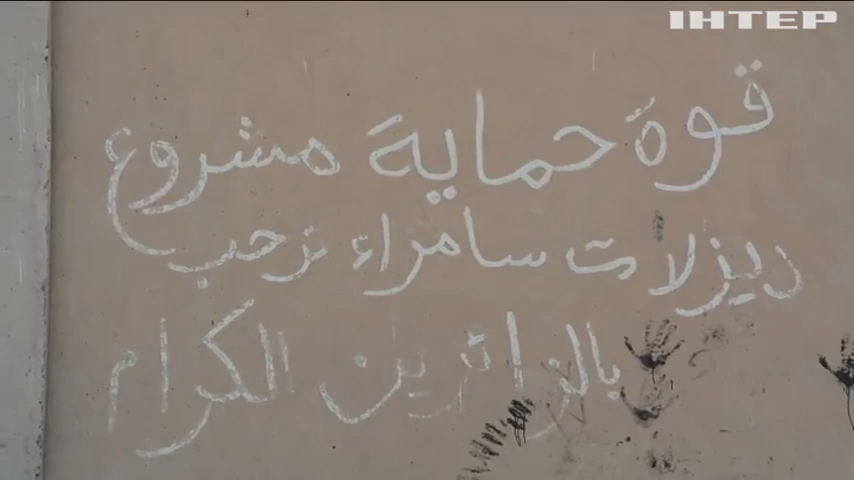 ІНТЕР
قوة حماية مشروع
ديزلات سامراء ترحب
بالزائرين الكرام